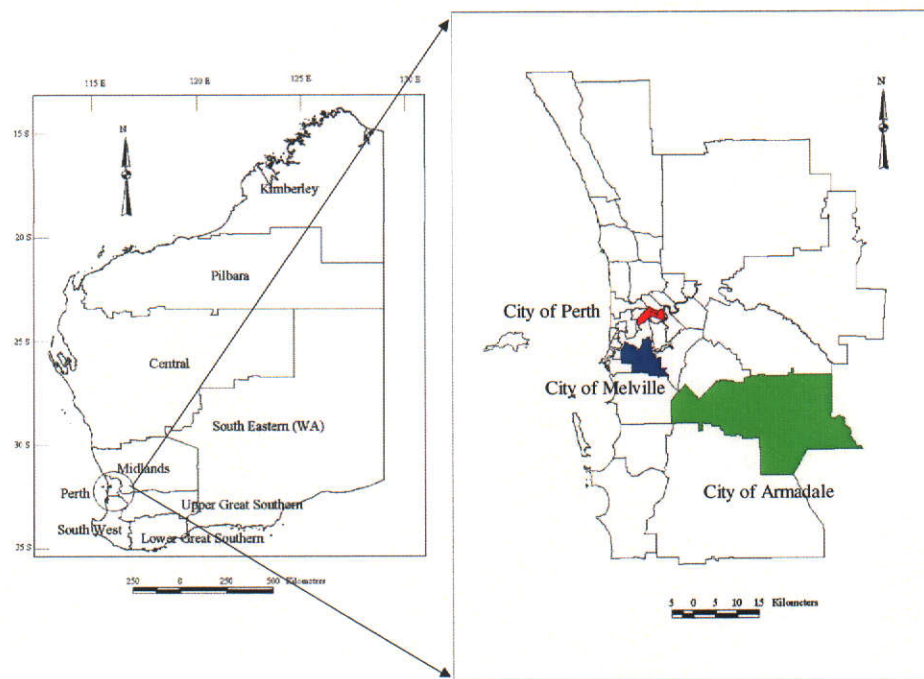 115 E
120 E
125 E
130 E
15 S
20 S
25 S
30 S
35 S
N
Kimberley
Pilbara
Central
South Eastern (WA)
Midlands
Perth
Upper Great Southern
South West
Lower Great Southern
250 0 250 500 Kilometers
N
City of Perth
City of Melville
City of Armadale
5 0 5 10 15 Kilometers